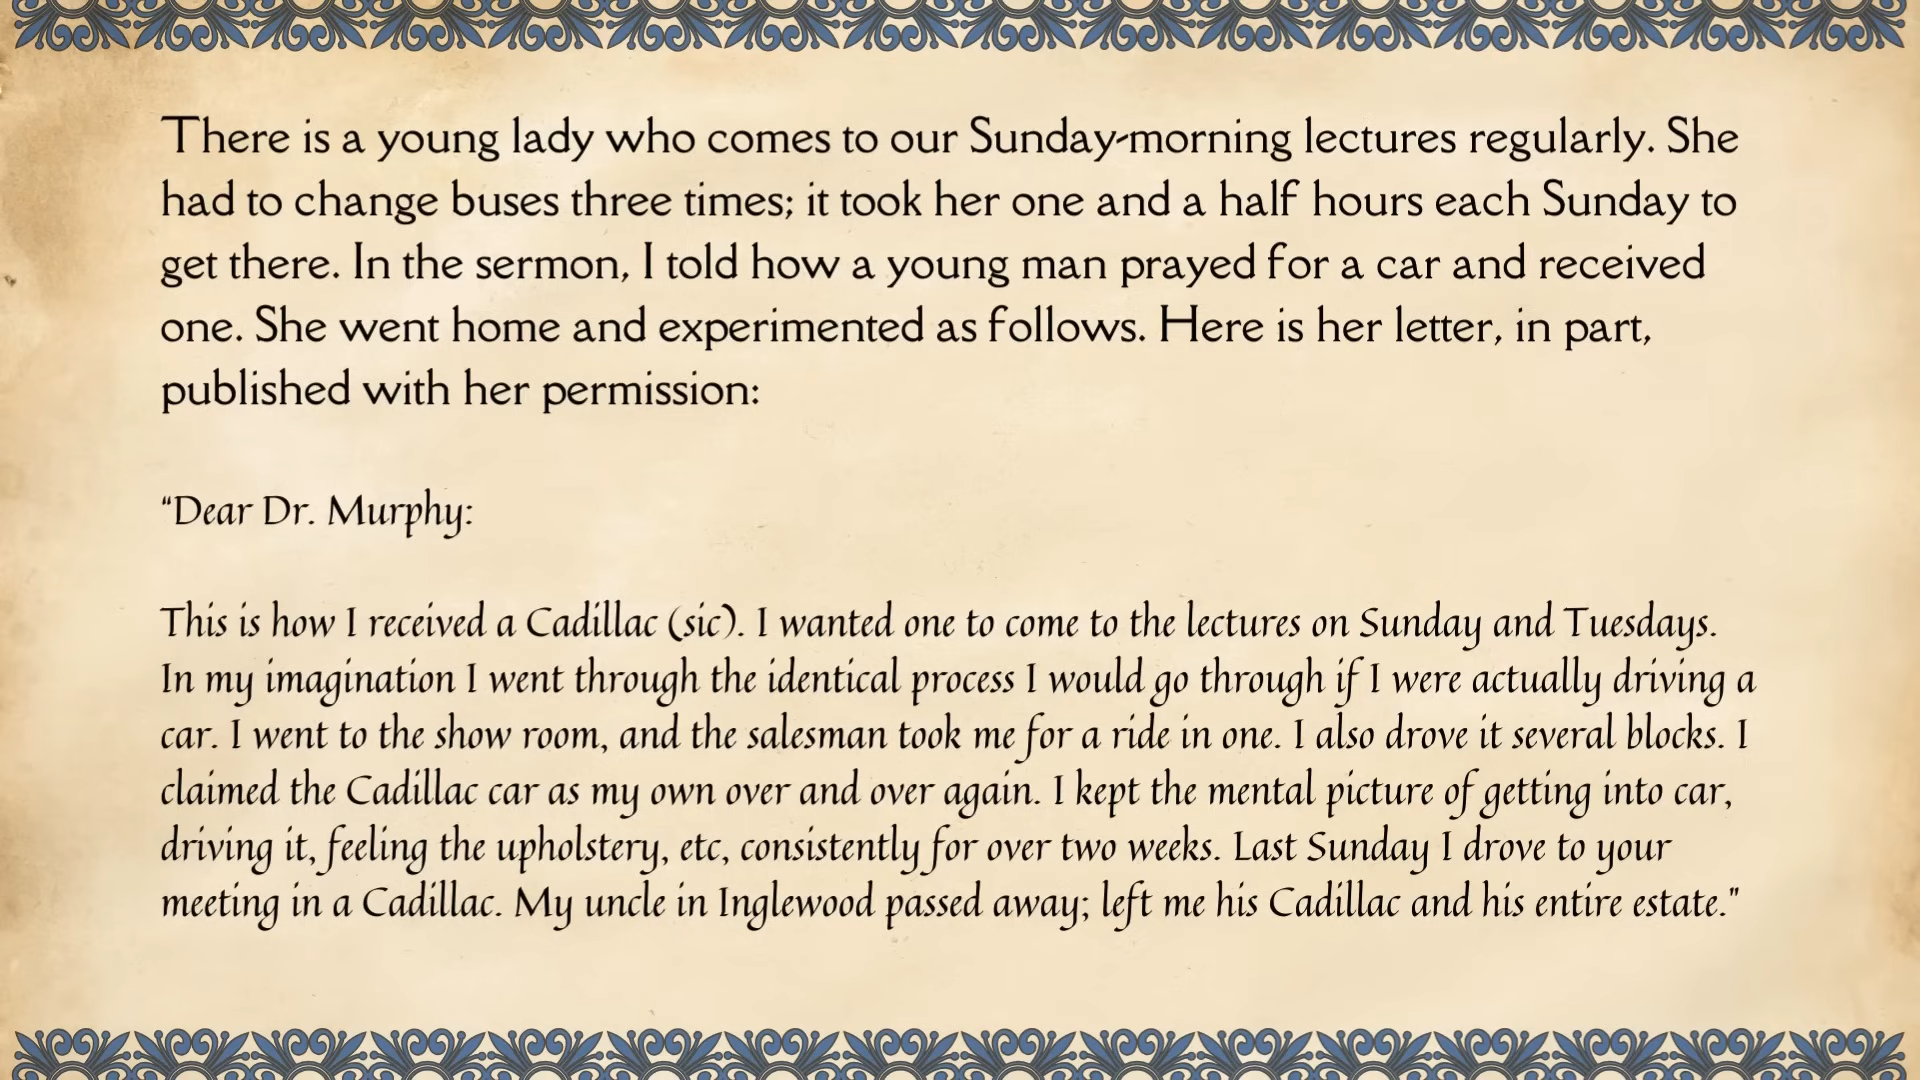 There is a young lady who comes to our Sunday-morning lectures regularly. She
had to change buses three times; it took her one and a half hours each Sunday to
get there. In the sermon, I told how a young man prayed for a car and received
one. She went home and experimented as follows. Here is her letter, in part,
published with her permission:
“Dear Dr. Murphy:
This is how I received a Cadillac (sic). I wanted one to come to the lectures on Sunday and Tuesdays.
In my imagination I went through the identical process I would go through if I were actually driving a
car. I went to the show room, and the salesman took me for a ride in one. I also drove it several blocks. I
claimed the Cadillac car as my own over and over again. I kept the mental picture of getting into car,
driving it, feeling the upholstery, etc, consistently for over two weeks. Last Sunday I drove to your
meeting in a Cadillac. My uncle in Inglewood passed away; left me his Cadillac and his entire estate.”